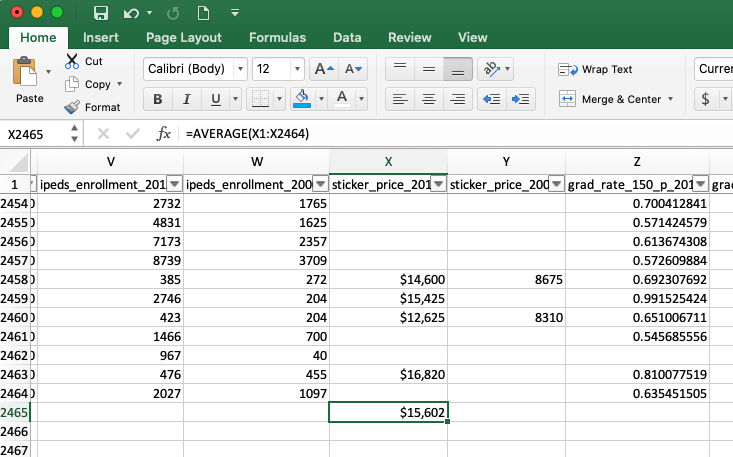 Home Insert Page Layout Formulas Data Review View
Paste
Cut
Copy
Format
Calibri (Body) 12 A A
B I U A
Wrap Text
Merge & Center
Currer
$
X2465 fx =AVERAGE(X1:X2464)
V W X Y Z
1 ipeds_enrollment_201 ipeds_enrollment_200 sticker_price_201 sticker_price_200 grad_rate_150_p_201 grad
2454 2732 1765 0.700412841
2455 4831 1625 0.571424579
2456 7173 2357 0.613674308
2457 8739 3709 0.572609884
2458 385 272 $14,600 8675 0.692307692
2459 2746 204 $15,425 0.991525424
2460 423 204 $12,625 8310 0.651006711
2461 1466 700 0.545685556
2462 967 40
2463 476 455 $16,820 0.810077519
2464 2027 1097 0.635451505
2465 $15,602
2466
2467